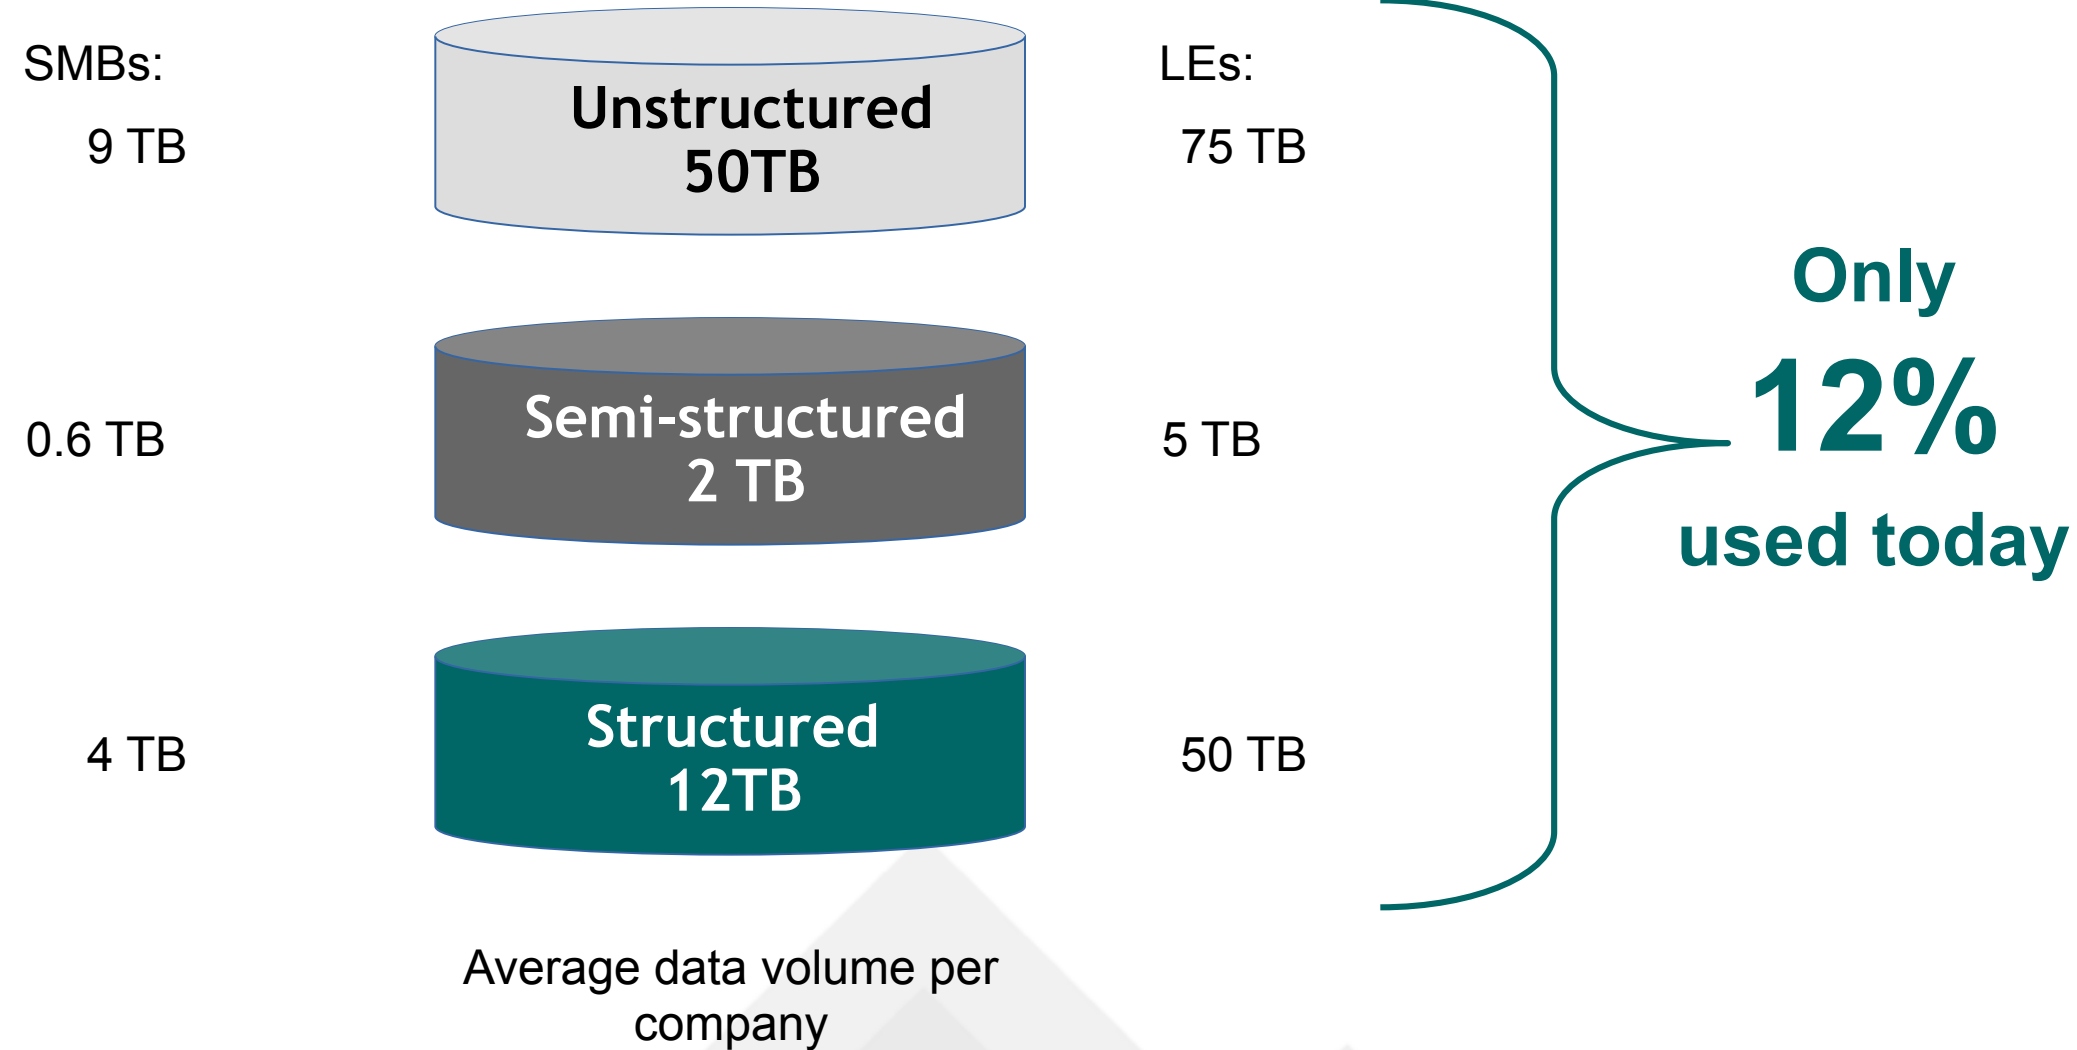 SMBs:
Unstructured
50TB
LEs:
9 TB
75 TB
Only
12%
used today
Semi-structured
2 TB
0.6 TB
5 TB
Structured
12TB
4 TB
50 TB
Average data volume per
company